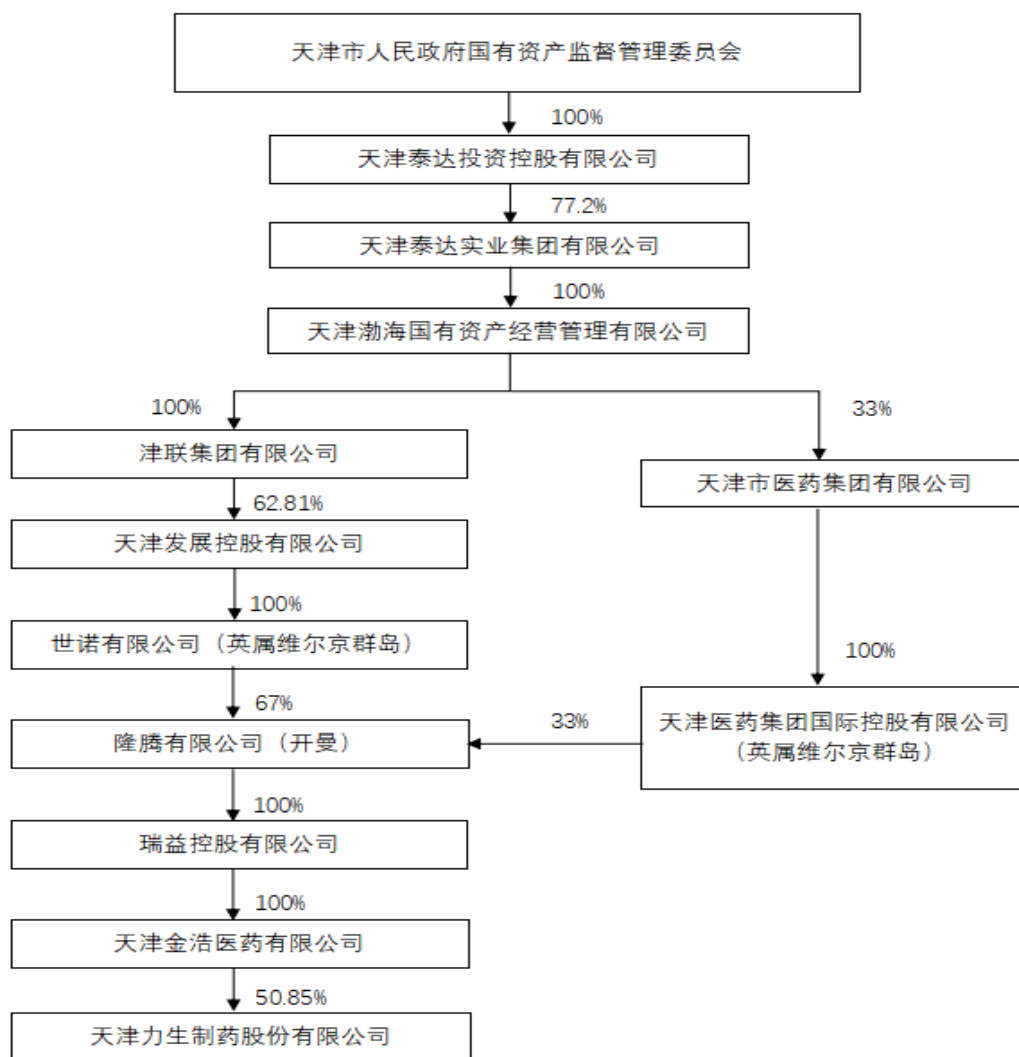 天津市人民政府国有资产监督管理委员会
100%
天津泰达投资控股有限公司
77.2%
天津泰达实业集团有限公司
100%
天津渤海国有资产经营管理有限公司
100%
33%
津联集团有限公司
天津市医药集团有限公司
62.81%
天津发展控股有限公司
100%
世诺有限公司（英属维尔京群岛）
100%
67%
33%
隆腾有限公司（开曼）
天津医药集团国际控股有限公司
（英属维尔京群岛）
100%
瑞益控股有限公司
100%
天津金浩医药有限公司
50.85%
天津力生制药股份有限公司